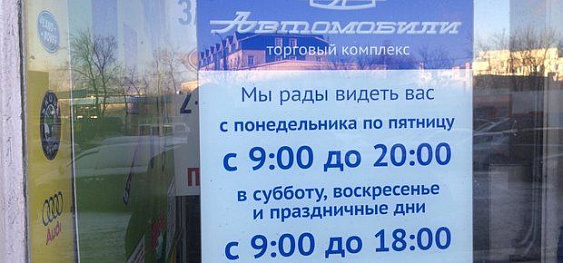 Автомобили
торговый комплекс
Мы рады видеть вас
с понедельника по пятницу
с 9:00 до 20:00
в субботу, воскресенье
и праздничные дни
с 9:00 до 18:00
Audi